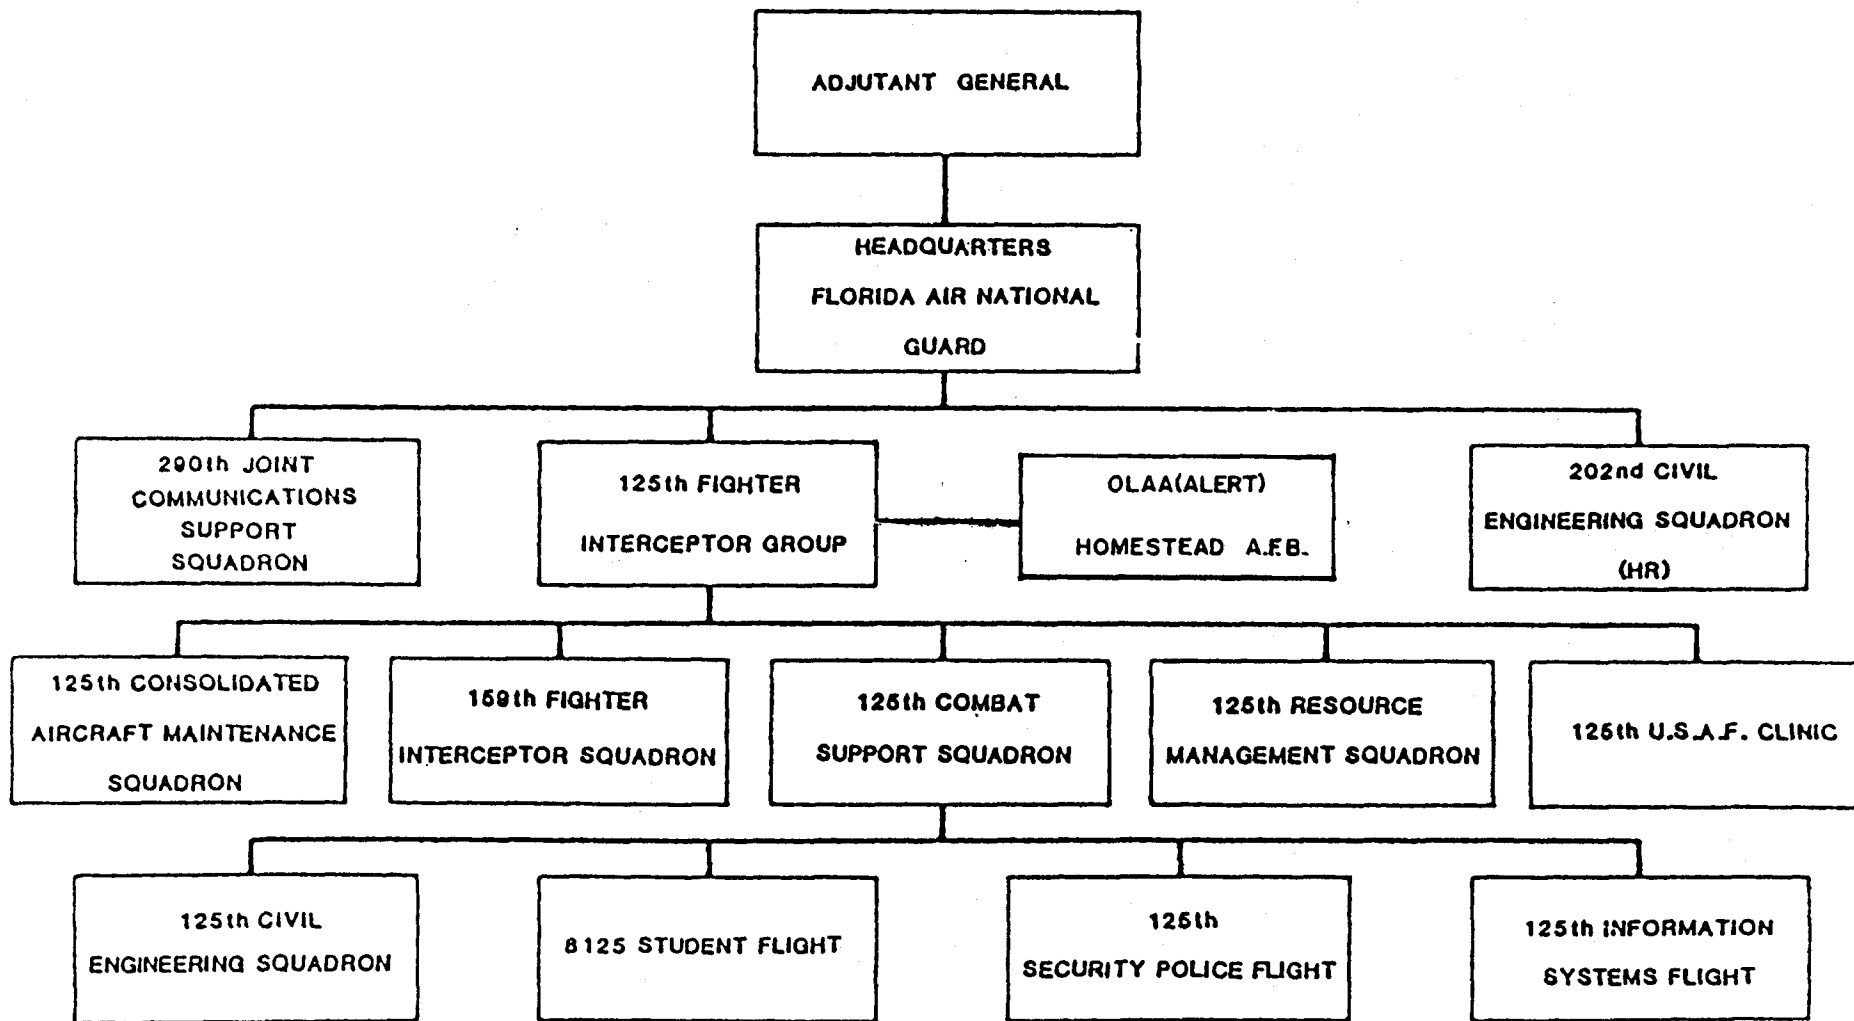 ADJUTANT GENERAL
HEADQUARTERS
FLORIDA AIR NATIONAL
GUARD
290th JOINT
COMMUNICATIONS
SUPPORT
SQUADRON
125th FIGHTER
INTERCEPTOR GROUP
OLAA(ALERT)
HOMESTEAD A.F.B.
202nd CIVIL
ENGINEERING SQUADRON
(HR)
125th CONSOLIDATED
AIRCRAFT MAINTENANCE
SQUADRON
159th FIGHTER
INTERCEPTOR SQUADRON
125th COMBAT
SUPPORT SQUADRON
125th RESOURCE
MANAGEMENT SQUADRON
125th U.S.A.F. CLINIC
125th CIVIL
ENGINEERING SQUADRON
8125 STUDENT FLIGHT
125th
SECURITY POLICE FLIGHT
125th INFORMATION
SYSTEMS FLIGHT